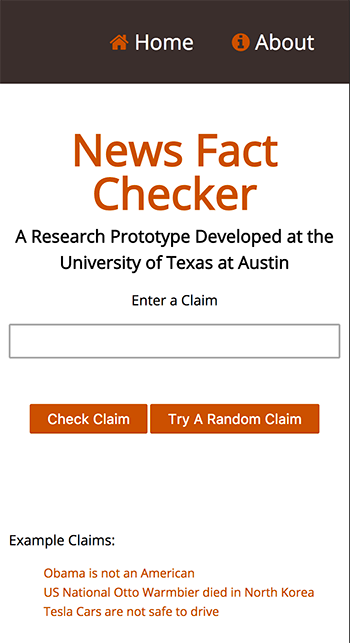 Home About
News Fact
Checker
A Research Prototype Developed at the
University of Texas at Austin
Enter a Claim
Check Claim Try A Random Claim
Example Claims:
Obama is not an American
US National Otto Warmbier died in North Korea
Tesla Cars are not safe to drive